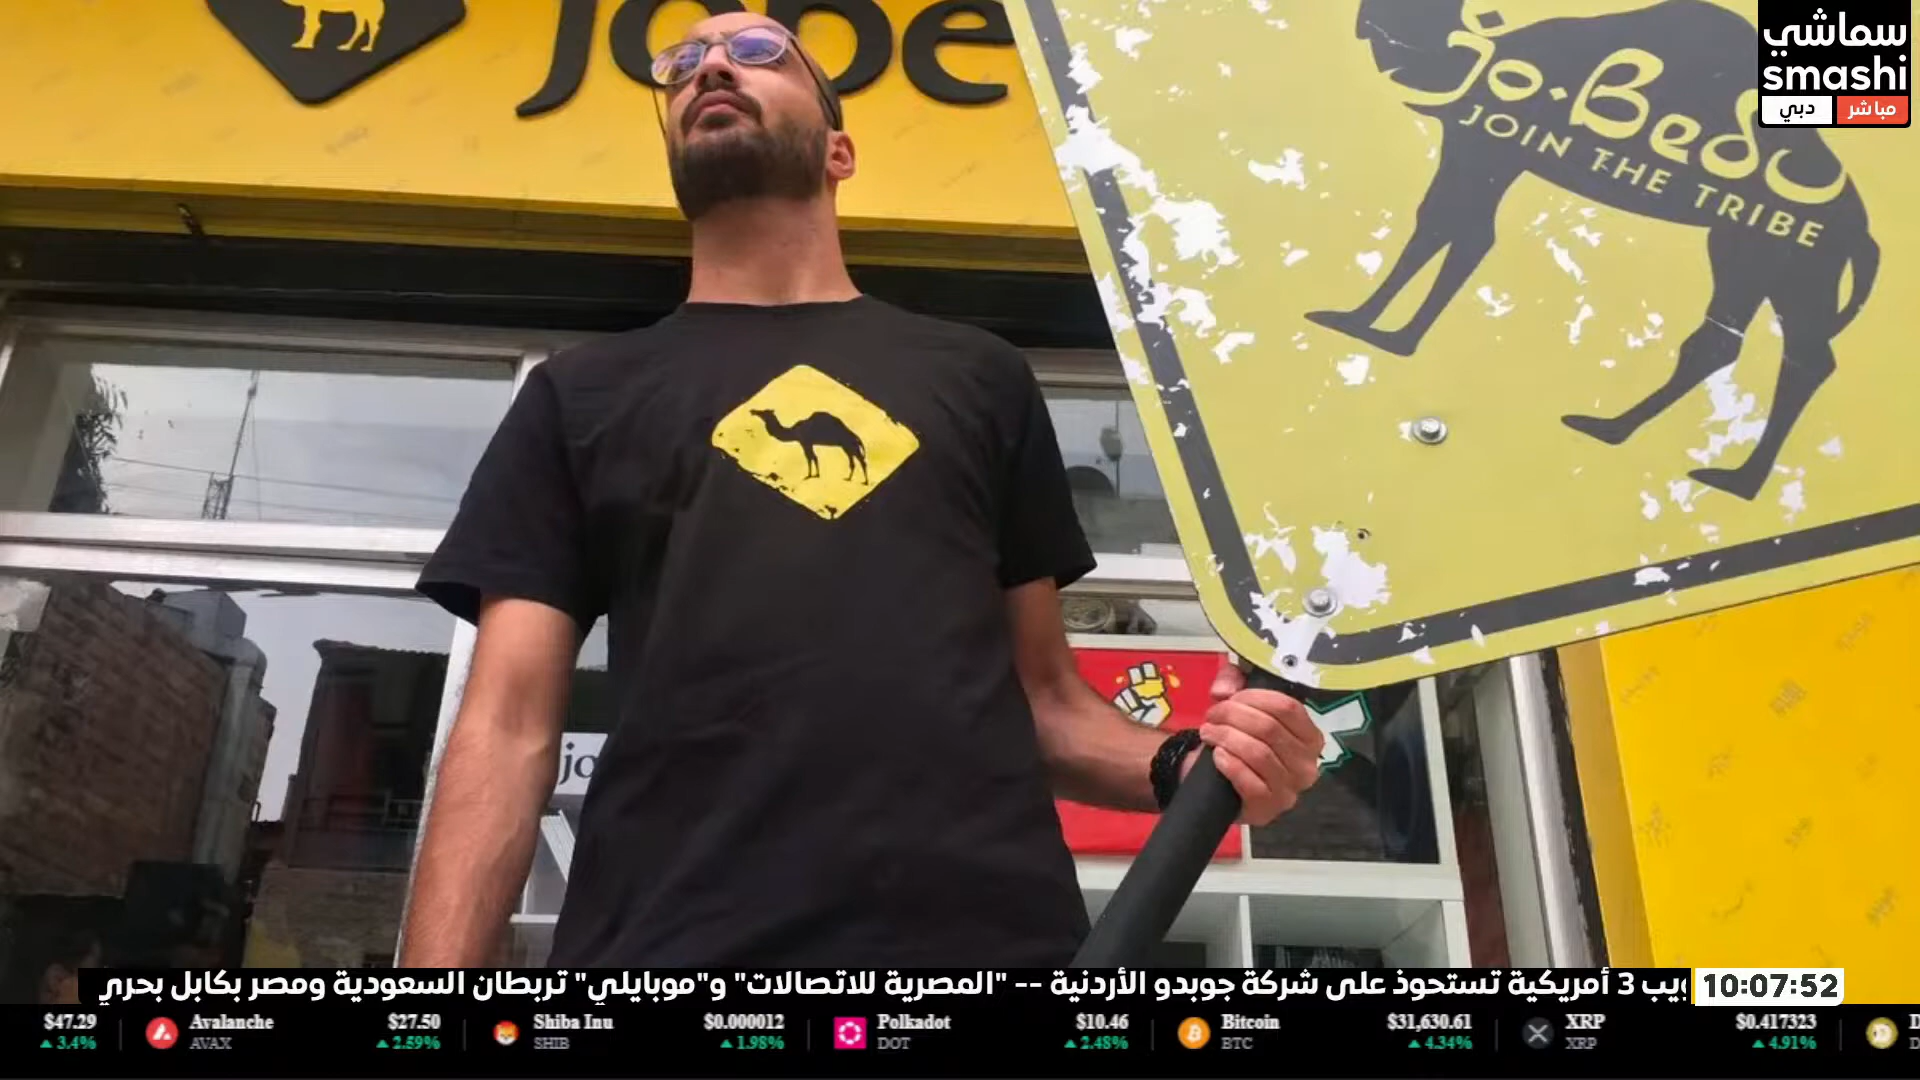 jobe
jo.Bedu
JOIN THE TRIBE
سماشي
smashi
دبي
مباشر
jo
ويب 3 أمريكية تستحوذ على شركة جوبدو الأردنية -- "المصرية للاتصالات" و"موبايلي" تربطان السعودية ومصر بكابل بحري
10:07:52
$47.29
▲ 3.4%
Avalanche
AVAX
$27.50
▲ 2.59%
Shiba Inu
SHIB
$0.000012
▲ 1.98%
Polkadot
DOT
$10.46
▲ 2.48%
Bitcoin
BTC
$31,630.61
▲ 4.34%
XRP
XRP
$0.417323
▲ 4.91%
D
D